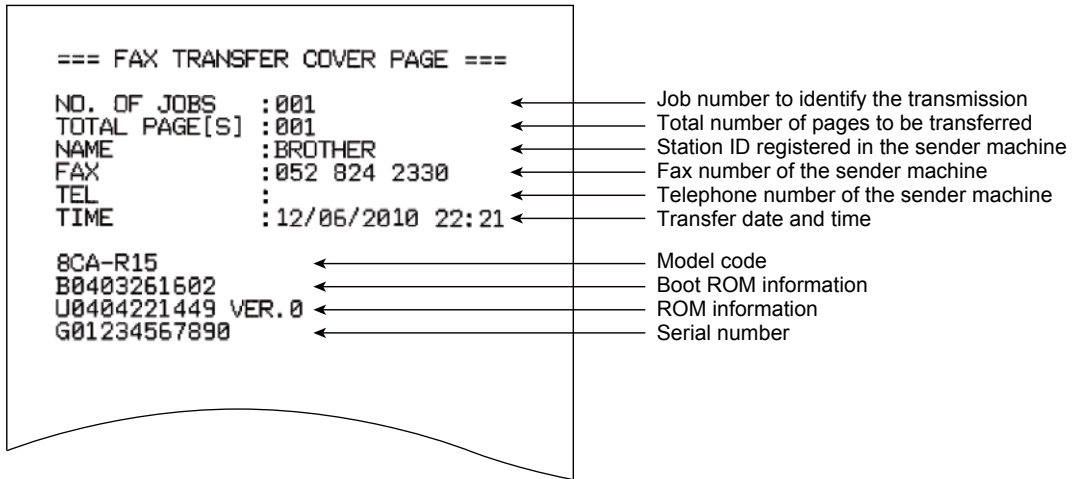 === FAX TRANSFER COVER PAGE ===
NO. OF JOBS :001 Job number to identify the transmission
TOTAL PAGE[S] :001 Total number of pages to be transferred
NAME :BROTHER Station ID registered in the sender machine
FAX :052 824 2330 Fax number of the sender machine
TEL : Telephone number of the sender machine
TIME :12/06/2010 22:21 Transfer date and time
8CA-R15 Model code
B0403261602 Boot ROM information
U0404221449 VER.0 ROM information
G01234567890 Serial number